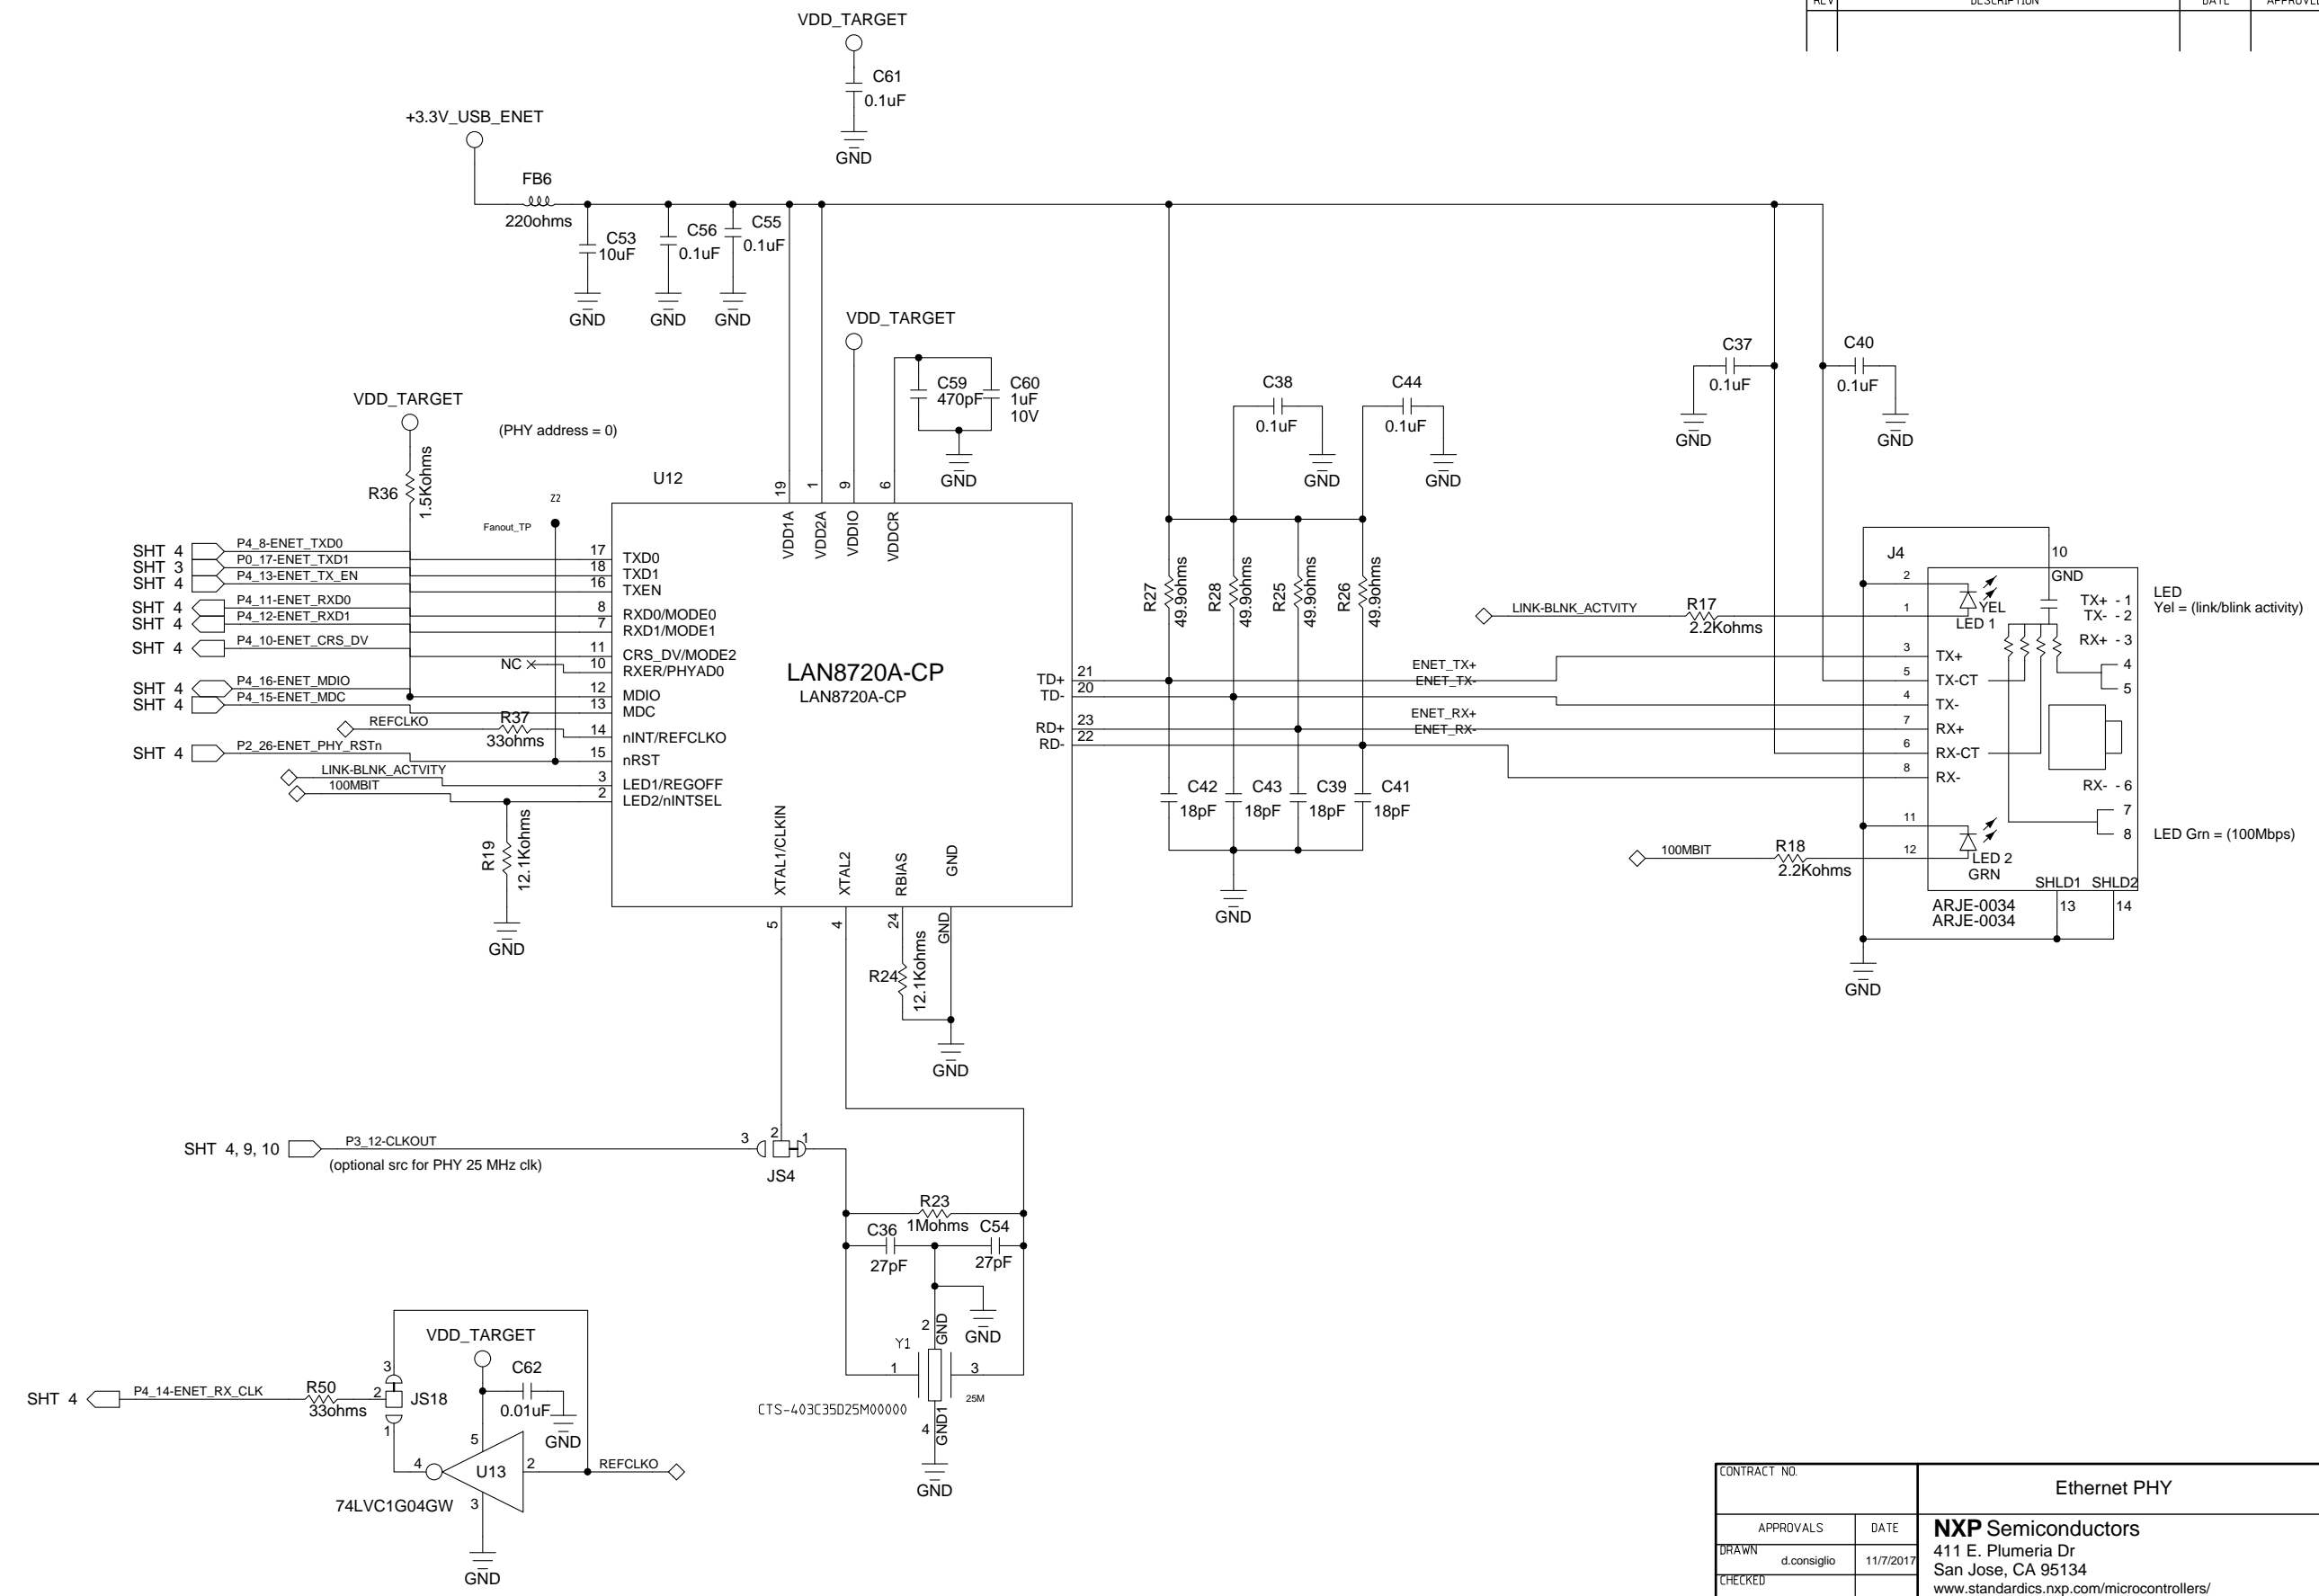 REV DESCRIPTION DATE APPROVED
VDD_TARGET
C61
0.1uF
GND
+3.3V_USB_ENET
FB6
220ohms
C53
10uF
C56
0.1uF
C55
0.1uF
GND GND GND
VDD_TARGET
C59
470pF
C60
1uF
10V
GND
C38
0.1uF
GND
C44
0.1uF
GND
C37
0.1uF
GND
C40
0.1uF
GND
VDD_TARGET
R36
1.5Kohms
(PHY address = 0)
Z2
Fanout_TP
U12
19 1 9 6
VDD1A VDD2A VDDIO VDDCR
SHT 4 P4_8-ENET_TXD0 17 TXD0
SHT 3 P0_17-ENET_TXD1 18 TXD1
SHT 4 P4_13-ENET_TX_EN 16 TXEN
SHT 4 P4_11-ENET_RXD0 8 RXD0/MODE0
SHT 4 P4_12-ENET_RXD1 7 RXD1/MODE1
SHT 4 P4_10-ENET_CRS_DV 11 CRS_DV/MODE2
NC 10 RXER/PHYAD0
SHT 4 P4_16-ENET_MDIO 12 MDIO
SHT 4 P4_15-ENET_MDC 13 MDC
REFCLKO R37 33ohms 14 nINT/REFCLKO
SHT 4 P2_26-ENET_PHY_RSTn 15 nRST
LINK-BLNK_ACTVITY 3 LED1/REGOFF
100MBIT 2 LED2/nINTSEL
R19
12.1Kohms
GND
LAN8720A-CP
LAN8720A-CP
TD+ 21
TD- 20
RD+ 23
RD- 22
XTAL1/CLKIN XTAL2 RBIAS GND
5 4 24 GND
R24
12.1Kohms
GND
R27 49.9ohms
R28 49.9ohms
R25 49.9ohms
R26 49.9ohms
ENET_TX+
ENET_TX-
ENET_RX+
ENET_RX-
C42
18pF
C43
18pF
C39
18pF
C41
18pF
GND
LINK-BLNK_ACTVITY R17
2.2Kohms
100MBIT R18
2.2Kohms
J4
10
GND
2
1
YEL
LED 1
3 TX+
5 TX-CT
4 TX-
7 RX+
6 RX-CT
8 RX-
11
12
LED 2
GRN
TX+ - 1
TX- - 2
RX+ - 3
4
5
RX- - 6
7
8
LED
Yel = (link/blink activity)
LED Grn = (100Mbps)
SHLD1 SHLD2
13 14
ARJE-0034
ARJE-0034
GND
SHT 4, 9, 10 P3_12-CLKOUT
(optional src for PHY 25 MHz clk)
3 2 1
JS4
R23
1Mohms
C36
27pF
C54
27pF
GND
2 GND
Y1
1 3
25M
CTS-403C35D25M00000
4 GND1
GND
VDD_TARGET
C62
0.01uF
GND
SHT 4 P4_14-ENET_RX_CLK R50
33ohms
3
2
1
JS18
5
4 U13 2 REFCLKO
3
74LVC1G04GW
GND
CONTRACT NO.
Ethernet PHY
APPROVALS DATE
DRAWN d.consiglio 11/7/2017
CHECKED
NXP Semiconductors
411 E. Plumeria Dr
San Jose, CA 95134
www.standardics.nxp.com/microcontrollers/